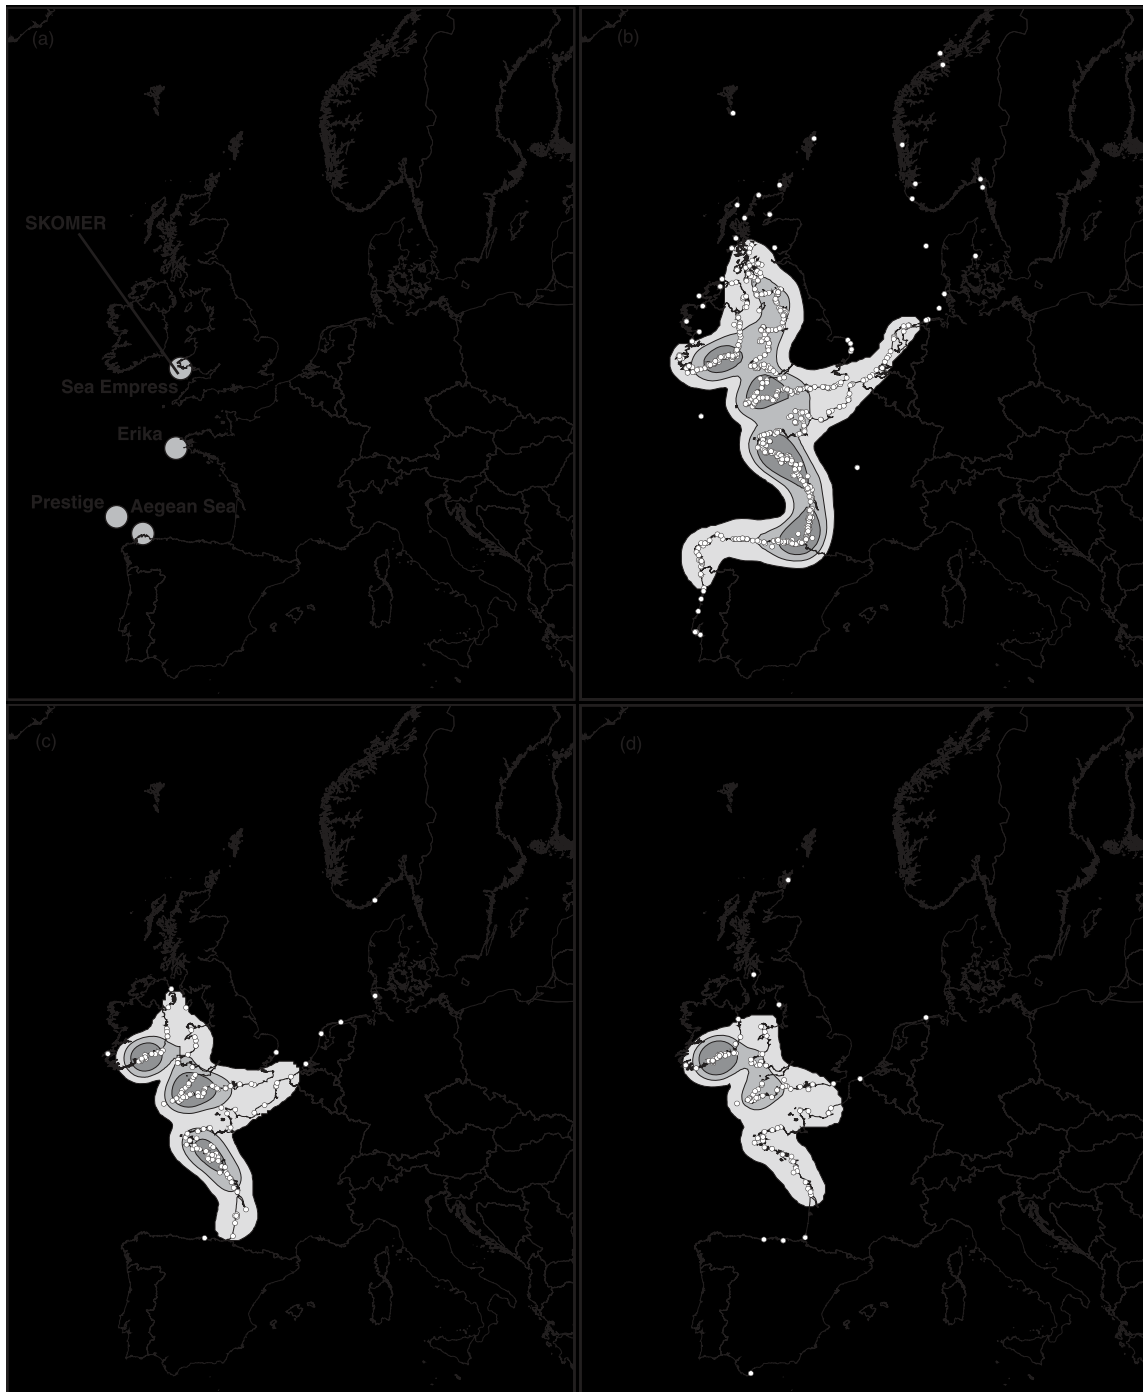 (a)
(b)
SKOMER
Sea Empress
Erika
Prestige
Aegean Sea
(c)
(d)